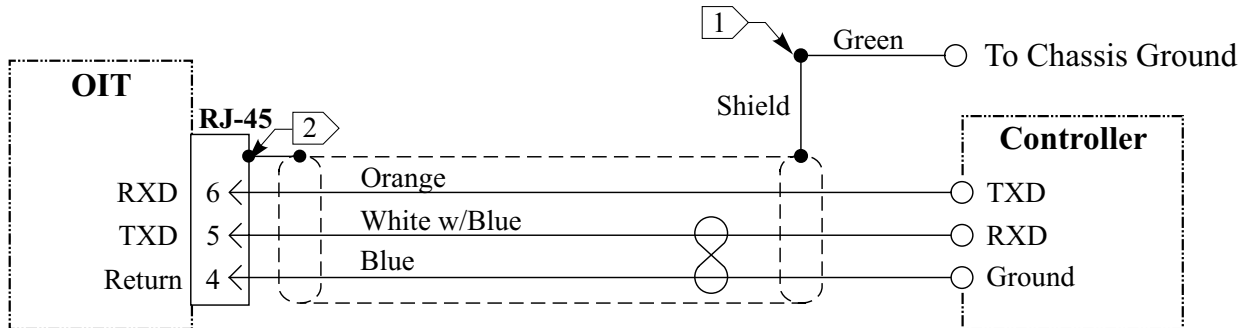 1
Green
To Chassis Ground
OIT
Shield
RJ-45
2
Controller
RXD 6 Orange TXD
TXD 5 White w/Blue RXD
Return 4 Blue Ground